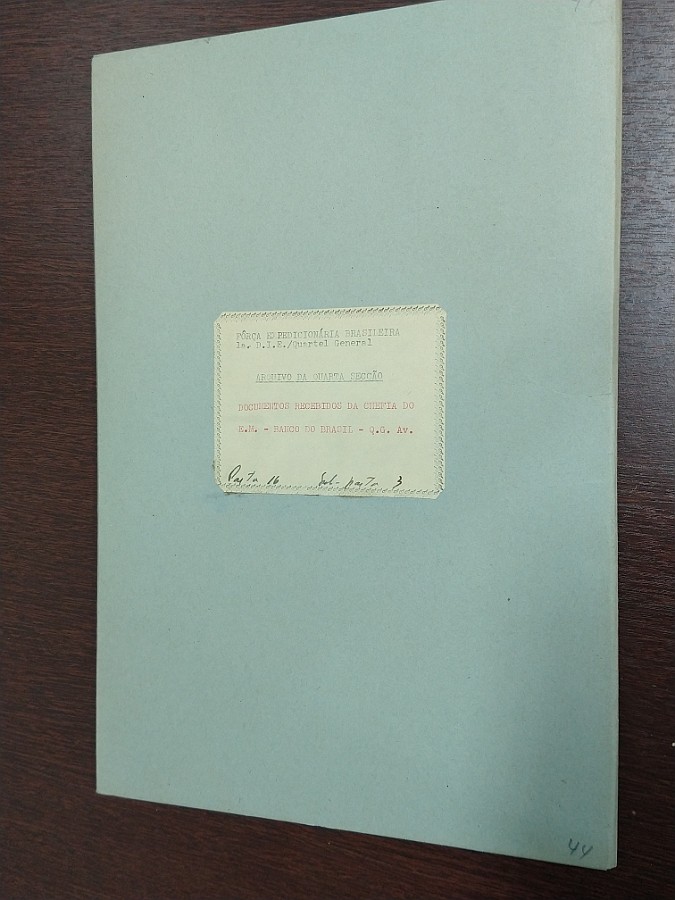 FÔRÇA EXPEDICIONÁRIA BRASILEIRA
1a. D.I.E./Quartel General
ARQUIVO DA QUARTA SECCÃO
DOCUMENTOS RECEBIDOS DA CHEFIA DO
E.M. - BANCO DO BRASIL - Q.G. Av.
Pasta 16 Sub-pasta 3
44